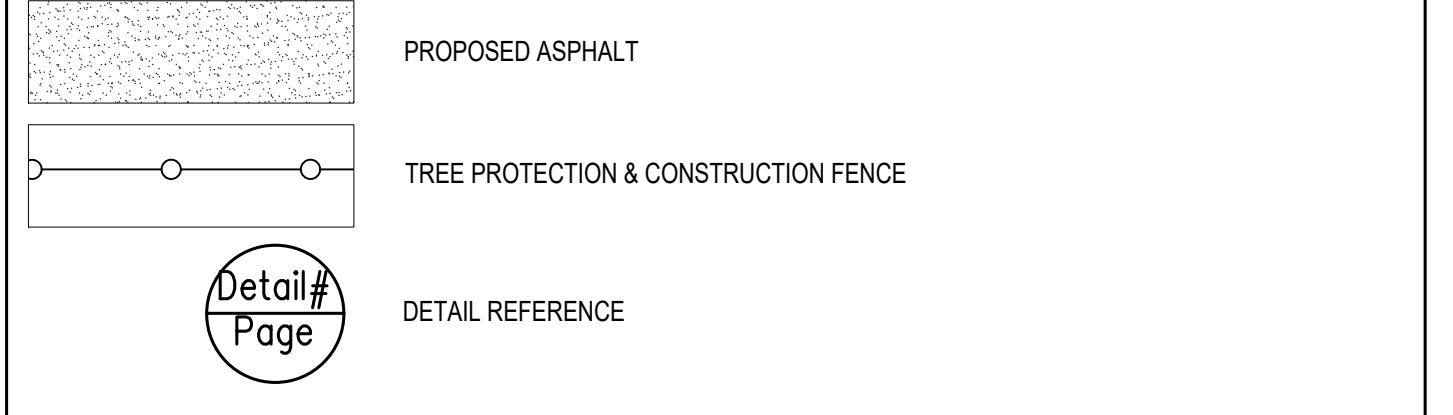 PROPOSED ASPHALT
TREE PROTECTION & CONSTRUCTION FENCE
Detail#
Page
DETAIL REFERENCE